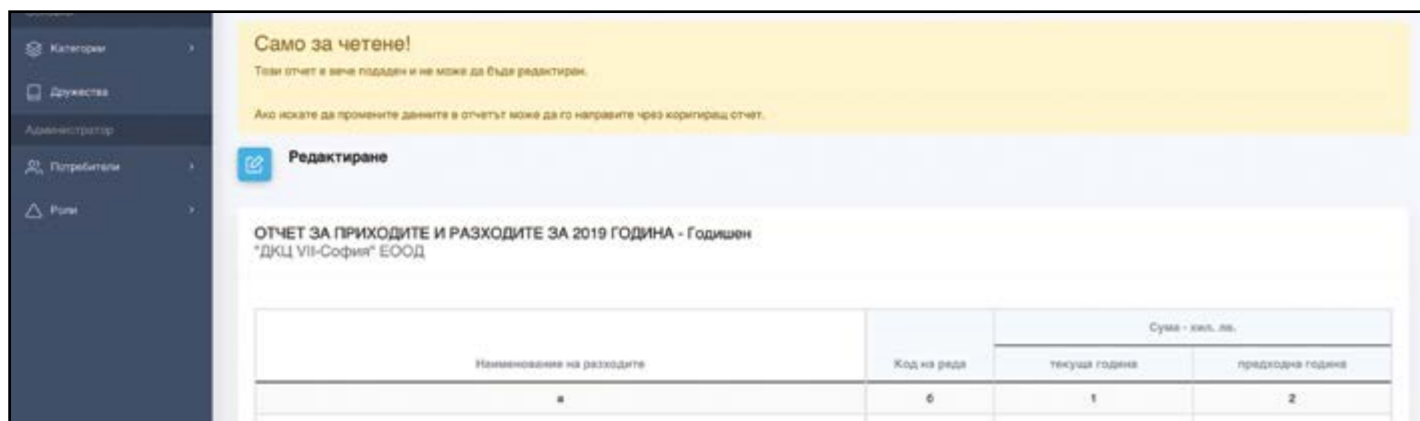 Категории
Дружества
Администратор
Потребители
Роли
Само за четене!
Този отчет е вече подаден и не може да бъде редактиран.
Ако искате да промените данните в отчетът може да го направите чрез коригиращ отчет.
Редактиране
ОТЧЕТ ЗА ПРИХОДИТЕ И РАЗХОДИТЕ ЗА 2019 ГОДИНА - Годишен
"ДКЦ VII-София" ЕООД
Сума - хил. лв.
Наименование на разходите Код на реда текуща година предходна година
а б 1 2